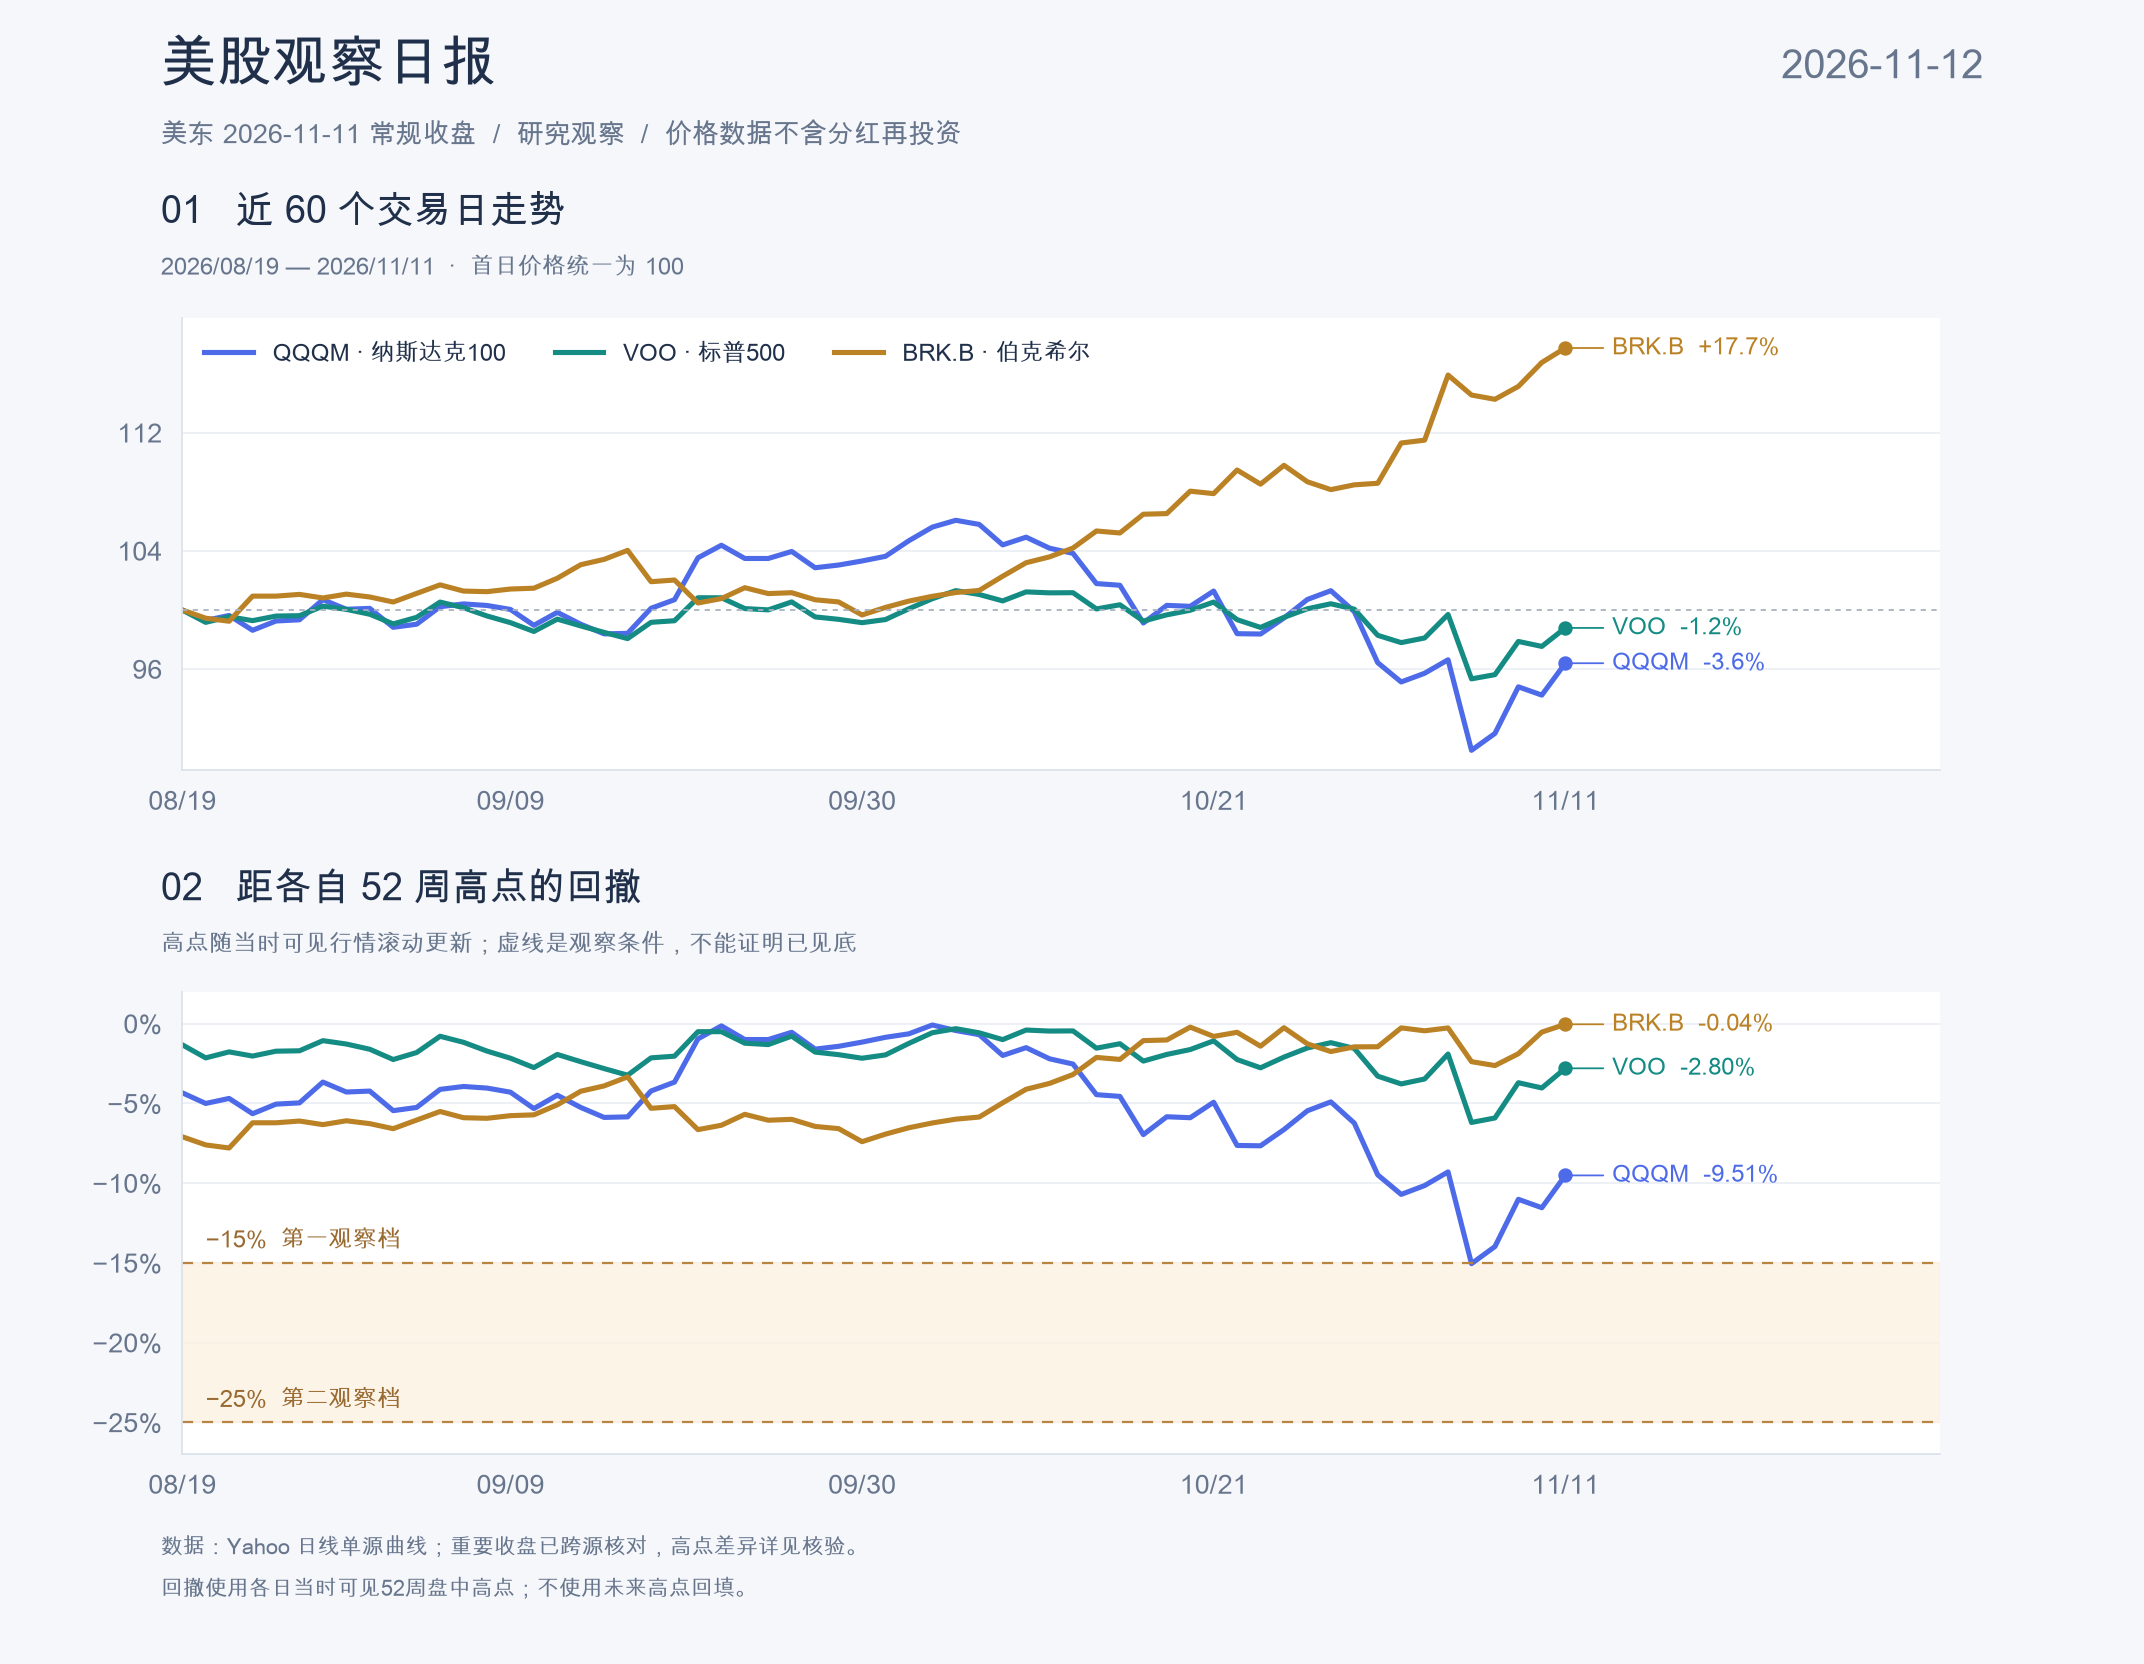 美股观察日报
2026-11-12
美东 2026-11-11 常规收盘 / 研究观察 / 价格数据不含分红再投资
01 近 60 个交易日走势
2026/08/19 — 2026/11/11 · 首日价格统一为 100
QQQM · 纳斯达克100
VOO · 标普500
BRK.B · 伯克希尔
BRK.B +17.7%
112
104
VOO -1.2%
QQQM -3.6%
96
08/19
09/09
09/30
10/21
11/11
02 距各自 52 周高点的回撤
高点随当时可见行情滚动更新；虚线是观察条件，不能证明已见底
0%
BRK.B -0.04%
VOO -2.80%
−5%
QQQM -9.51%
−10%
−15% 第一观察档
−15%
−20%
−25% 第二观察档
−25%
08/19
09/09
09/30
10/21
11/11
数据：Yahoo 日线单源曲线；重要收盘已跨源核对，高点差异详见核验。
回撤使用各日当时可见52周盘中高点；不使用未来高点回填。